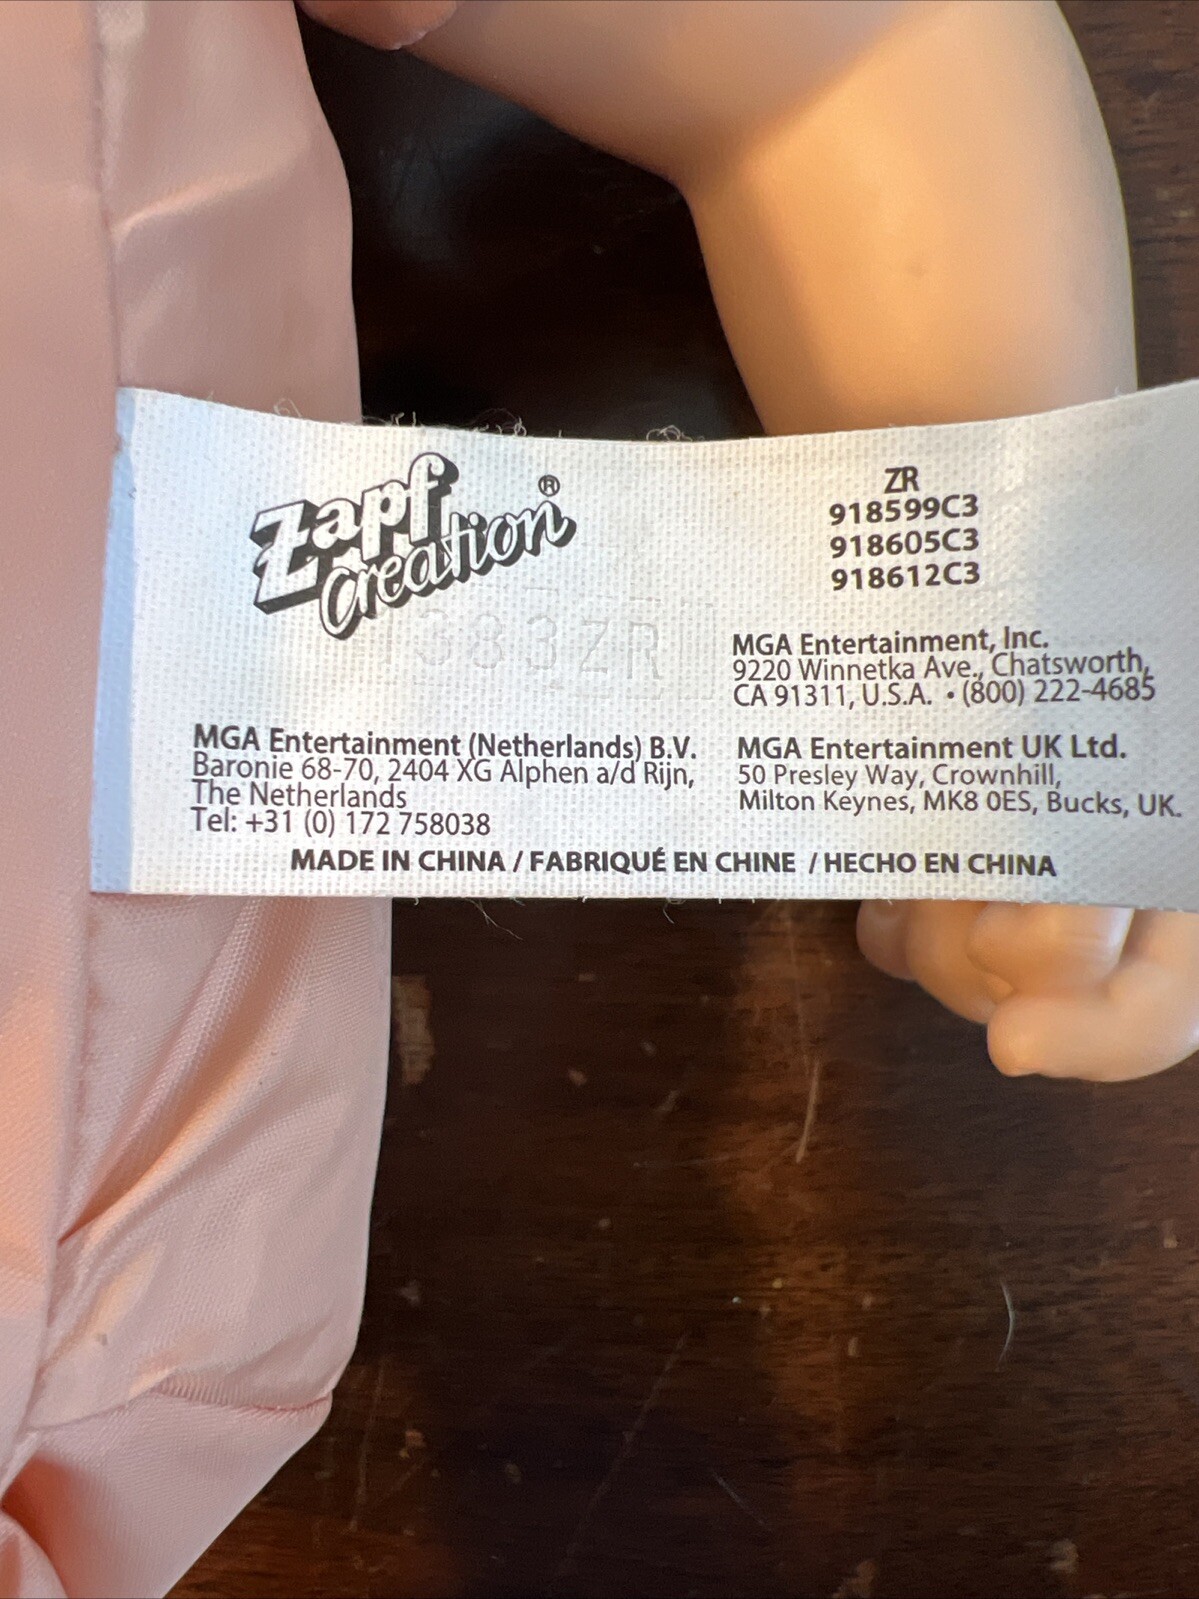 Zapf
Creation®
ZR
918599C3
918605C3
918612C3
383ZR
MGA Entertainment, Inc.
9220 Winnetka Ave., Chatsworth,
CA 91311, U.S.A. • (800) 222-4685
MGA Entertainment (Netherlands) B.V.
Baronie 68-70, 2404 XG Alphen a/d Rijn,
The Netherlands
Tel: +31 (0) 172 758038
MGA Entertainment UK Ltd.
50 Presley Way, Crownhill,
Milton Keynes, MK8 0ES, Bucks, UK.
MADE IN CHINA / FABRIQUÉ EN CHINE / HECHO EN CHINA